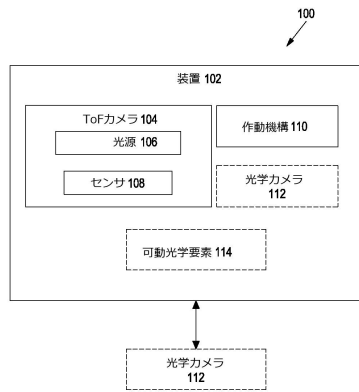 100
装置 102
ToFカメラ 104
光源 106
センサ 108
作動機構 110
光学カメラ
112
可動光学要素 114
光学カメラ
112